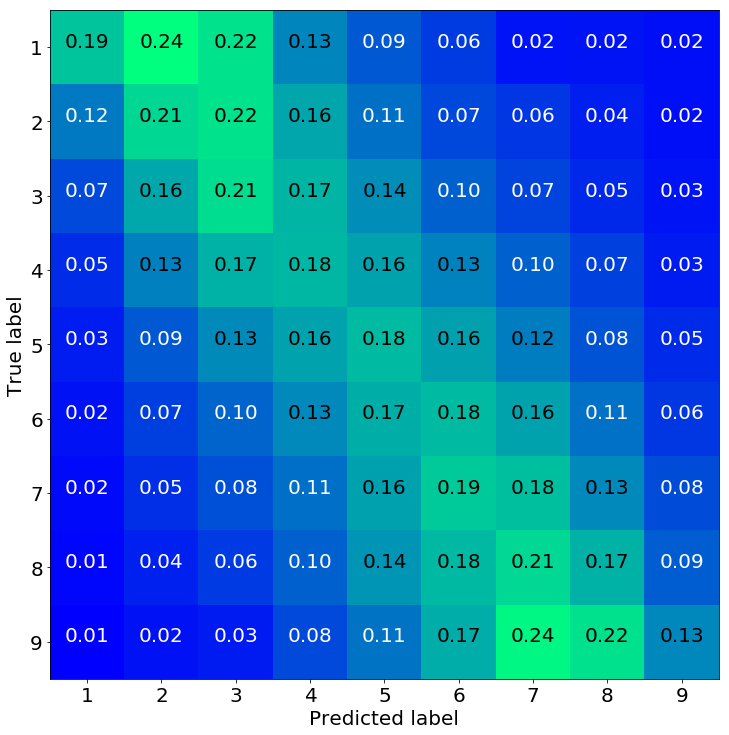 1 0.19 0.24 0.22 0.13 0.09 0.06 0.02 0.02 0.02
2 0.12 0.21 0.22 0.16 0.11 0.07 0.06 0.04 0.02
3 0.07 0.16 0.21 0.17 0.14 0.10 0.07 0.05 0.03
4 0.05 0.13 0.17 0.18 0.16 0.13 0.10 0.07 0.03
5 0.03 0.09 0.13 0.16 0.18 0.16 0.12 0.08 0.05
6 0.02 0.07 0.10 0.13 0.17 0.18 0.16 0.11 0.06
7 0.02 0.05 0.08 0.11 0.16 0.19 0.18 0.13 0.08
8 0.01 0.04 0.06 0.10 0.14 0.18 0.21 0.17 0.09
9 0.01 0.02 0.03 0.08 0.11 0.17 0.24 0.22 0.13
1 2 3 4 5 6 7 8 9
Predicted label
True label